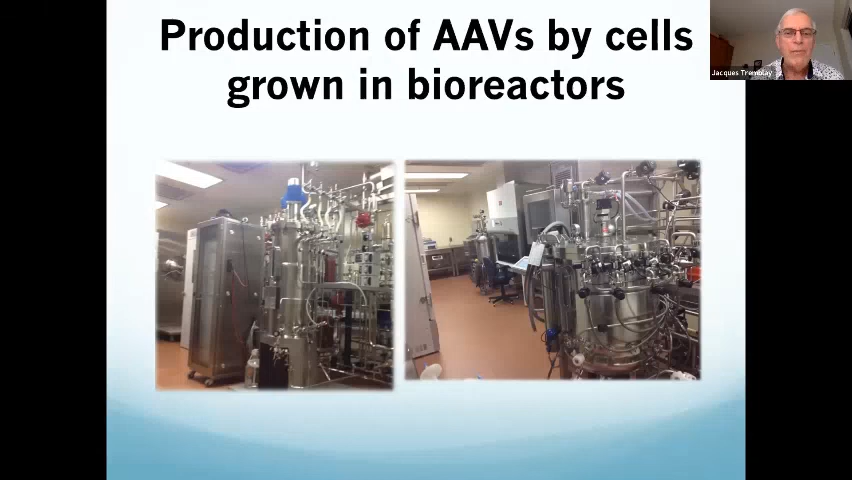 Production of AAVs by cells
grown in bioreactors
Jacques Tremblay